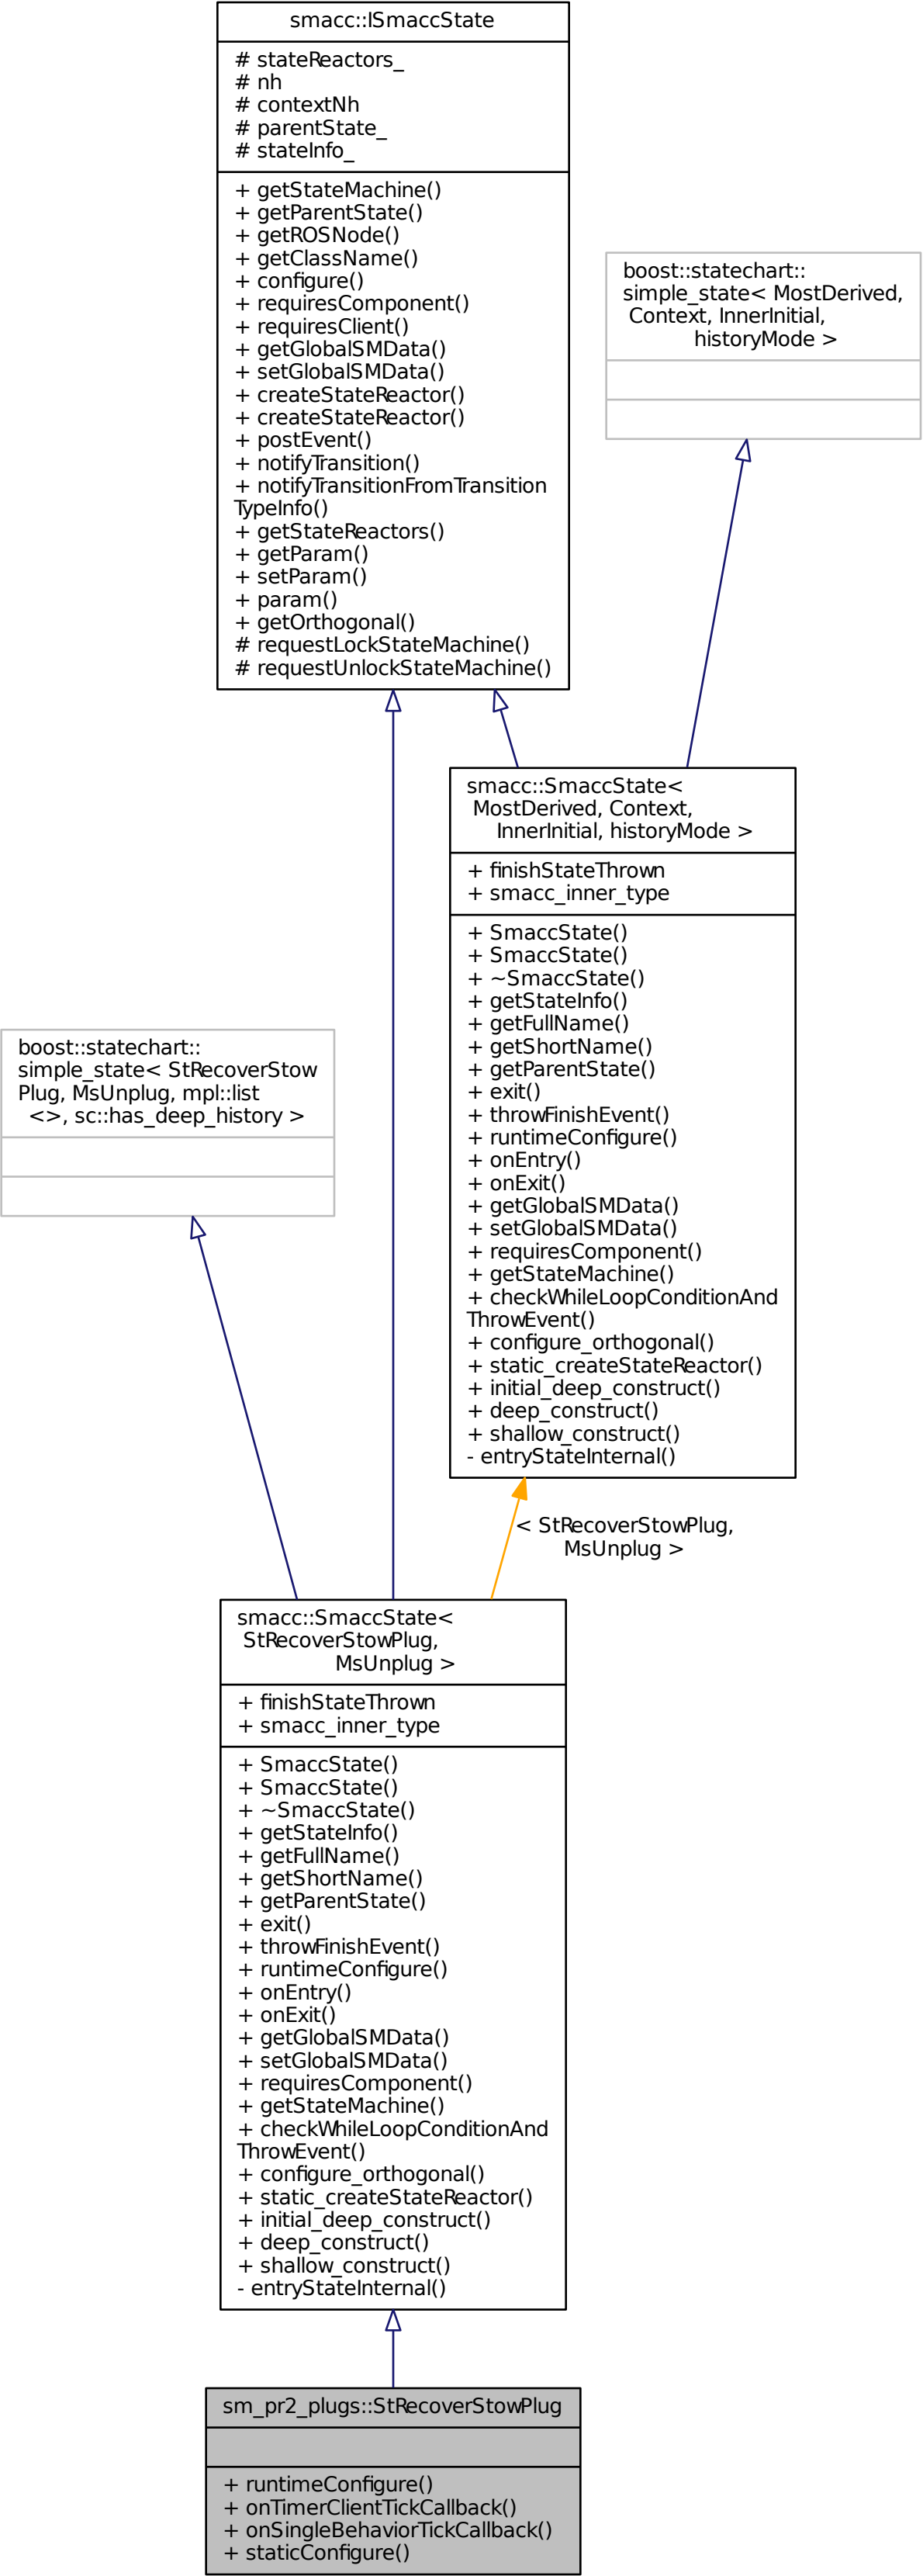 smacc::ISmaccState
# stateReactors_
# nh
# contextNh
# parentState_
# stateInfo_
+ getStateMachine()
+ getParentState()
+ getROSNode()
+ getClassName()
+ configure()
+ requiresComponent()
+ requiresClient()
+ getGlobalSMData()
+ setGlobalSMData()
+ createStateReactor()
+ createStateReactor()
+ postEvent()
+ notifyTransition()
+ notifyTransitionFromTransition
TypeInfo()
+ getStateReactors()
+ getParam()
+ setParam()
+ param()
+ getOrthogonal()
# requestLockStateMachine()
# requestUnlockStateMachine()
boost::statechart::
simple_state< MostDerived,
Context, InnerInitial,
historyMode >
smacc::SmaccState<
MostDerived, Context,
InnerInitial, historyMode >
+ finishStateThrown
+ smacc_inner_type
+ SmaccState()
+ SmaccState()
+ ~SmaccState()
+ getStateInfo()
+ getFullName()
+ getShortName()
+ getParentState()
+ exit()
+ throwFinishEvent()
+ runtimeConfigure()
+ onEntry()
+ onExit()
+ getGlobalSMData()
+ setGlobalSMData()
+ requiresComponent()
+ getStateMachine()
+ checkWhileLoopConditionAnd
ThrowEvent()
+ configure_orthogonal()
+ static_createStateReactor()
+ initial_deep_construct()
+ deep_construct()
+ shallow_construct()
- entryStateInternal()
boost::statechart::
simple_state< StRecoverStow
Plug, MsUnplug, mpl::list
<>, sc::has_deep_history >
< StRecoverStowPlug,
MsUnplug >
smacc::SmaccState<
StRecoverStowPlug,
MsUnplug >
+ finishStateThrown
+ smacc_inner_type
+ SmaccState()
+ SmaccState()
+ ~SmaccState()
+ getStateInfo()
+ getFullName()
+ getShortName()
+ getParentState()
+ exit()
+ throwFinishEvent()
+ runtimeConfigure()
+ onEntry()
+ onExit()
+ getGlobalSMData()
+ setGlobalSMData()
+ requiresComponent()
+ getStateMachine()
+ checkWhileLoopConditionAnd
ThrowEvent()
+ configure_orthogonal()
+ static_createStateReactor()
+ initial_deep_construct()
+ deep_construct()
+ shallow_construct()
- entryStateInternal()
sm_pr2_plugs::StRecoverStowPlug
+ runtimeConfigure()
+ onTimerClientTickCallback()
+ onSingleBehaviorTickCallback()
+ staticConfigure()